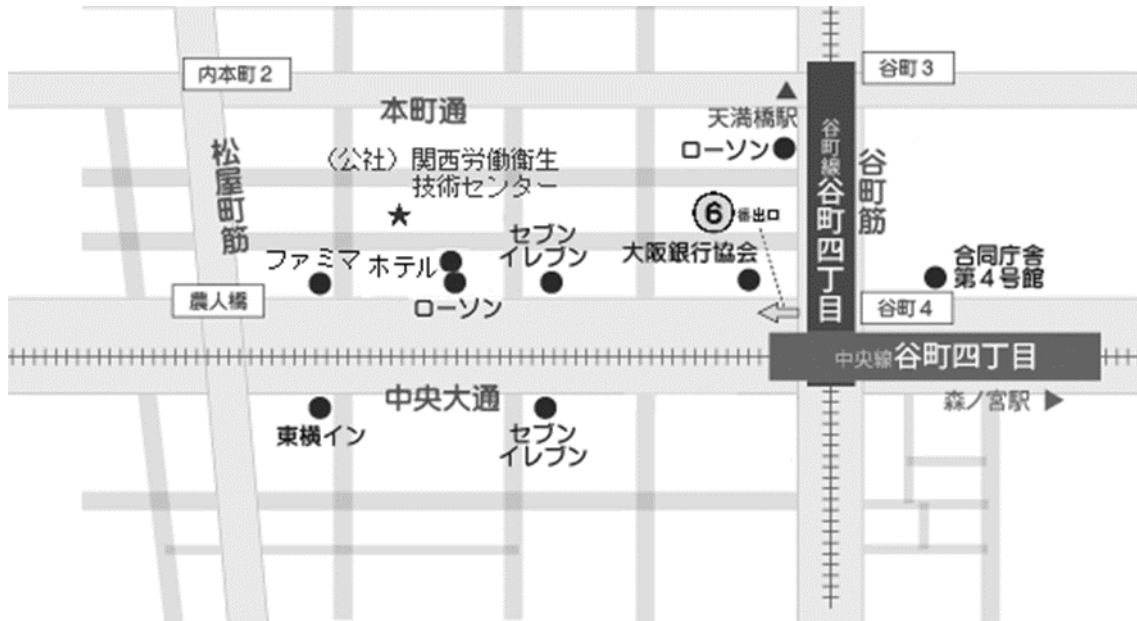 内本町2
谷町3
本町通
天満橋駅
ローソン
松屋町筋
（公社）関西労働衛生
技術センター
谷町線谷町四丁目
谷町筋
6番出口
セブン
イレブン
ファミマ
ホテル
大阪銀行協会
合同庁舎
第4号館
農人橋
ローソン
谷町4
中央線谷町四丁目
中央大通
森ノ宮駅
東横イン
セブン
イレブン